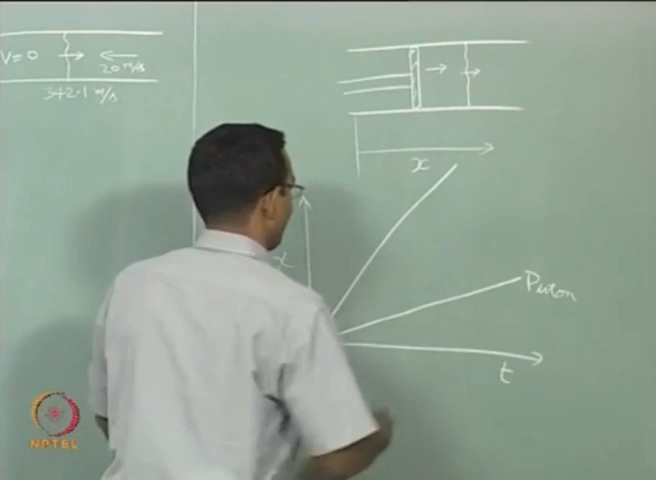 V=0
20 m/s
342.1 m/s
x
x
Piston
t
NPTEL